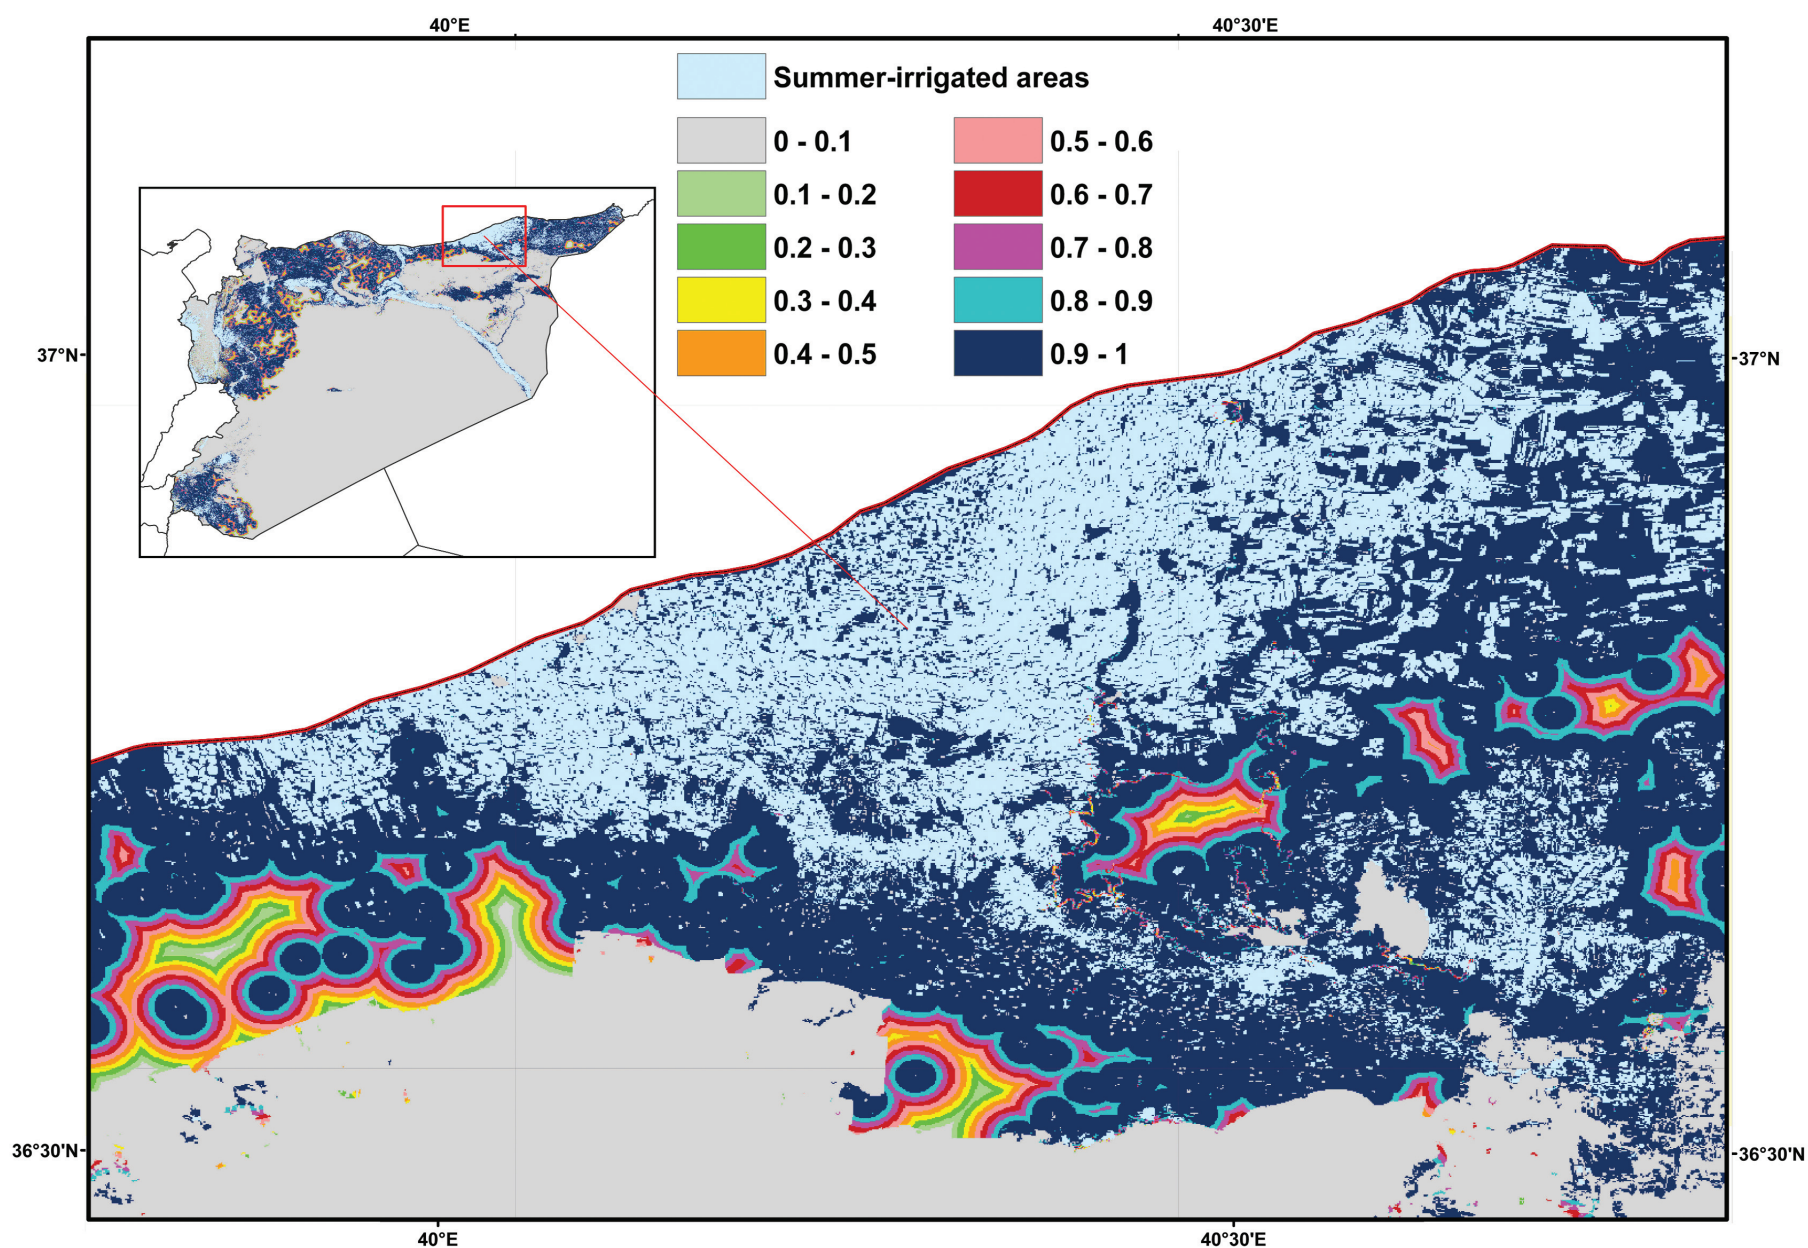 40°E 40°30'E
Summer-irrigated areas
0 - 0.1 0.5 - 0.6
0.1 - 0.2 0.6 - 0.7
0.2 - 0.3 0.7 - 0.8
0.3 - 0.4 0.8 - 0.9
0.4 - 0.5 0.9 - 1
37°N 37°N
36°30'N 36°30'N
40°E 40°30'E